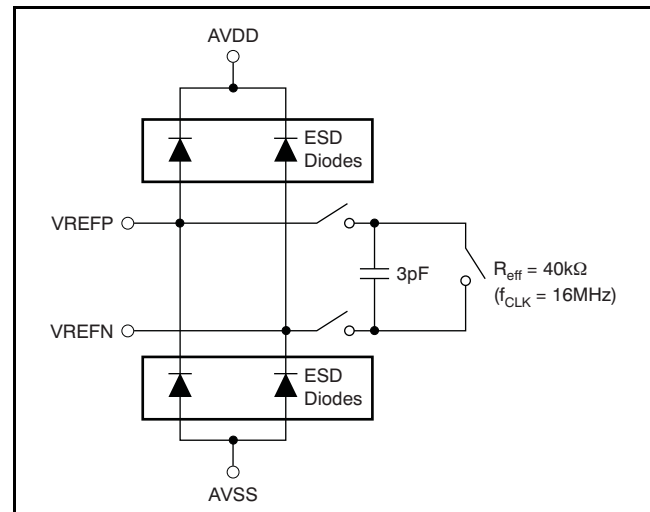 AVDD
ESD
Diodes
VREFP
3pF
R_eff = 40kΩ
(f_CLK = 16MHz)
VREFN
ESD
Diodes
AVSS